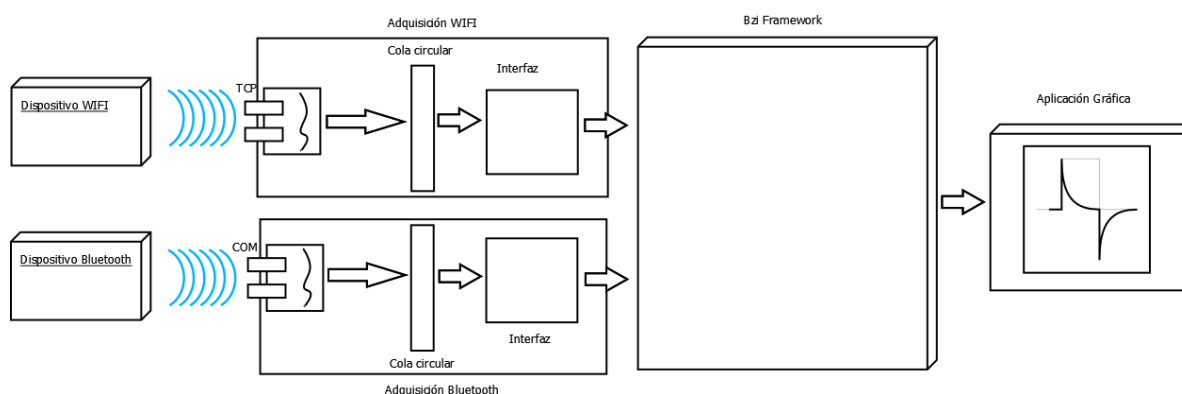 Adquisición WIFI
Bzi Framework
Cola circular
Interfaz
TCP
Dispositivo WIFI
Aplicación Gráfica
COM
Dispositivo Bluetooth
Interfaz
Cola circular
Adquisición Bluetooth